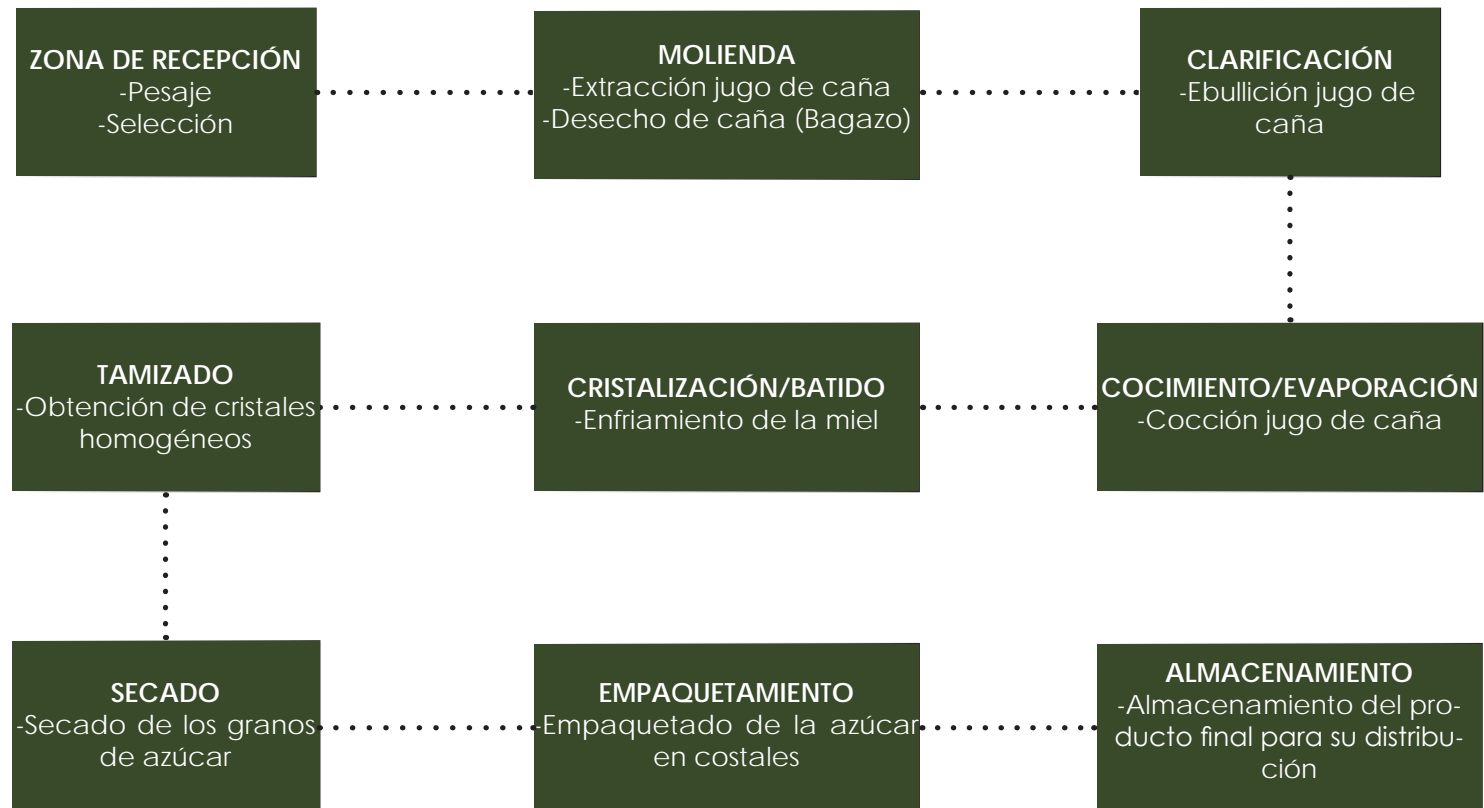 ZONA DE RECEPCIÓN
-Pesaje
-Selección
MOLIENDA
-Extracción jugo de caña
-Desecho de caña (Bagazo)
CLARIFICACIÓN
-Ebullición jugo de
caña
COCIMIENTO/EVAPORACIÓN
-Cocción jugo de caña
CRISTALIZACIÓN/BATIDO
-Enfriamiento de la miel
TAMIZADO
-Obtención de cristales
homogéneos
SECADO
-Secado de los granos
de azúcar
EMPAQUETAMIENTO
-Empaquetado de la azúcar
en costales
ALMACENAMIENTO
-Almacenamiento del pro-
ducto final para su distribu-
ción